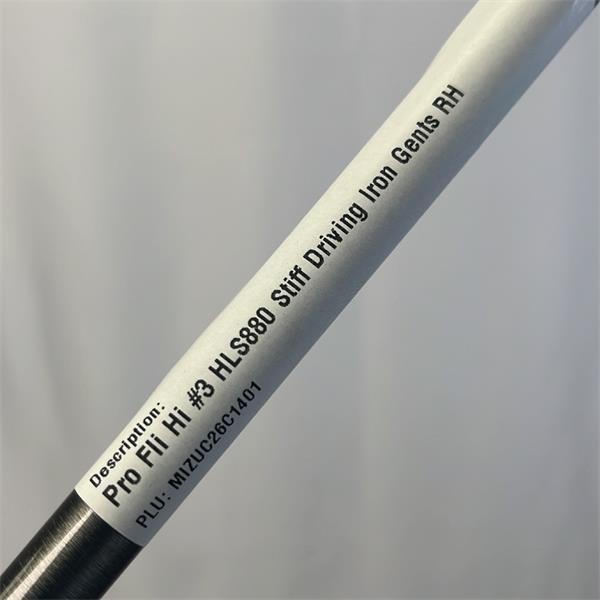 Description:
Pro Fli Hi #3 HLS880 Stiff Driving Iron Gents RH
PLU: MIZUC26C1401